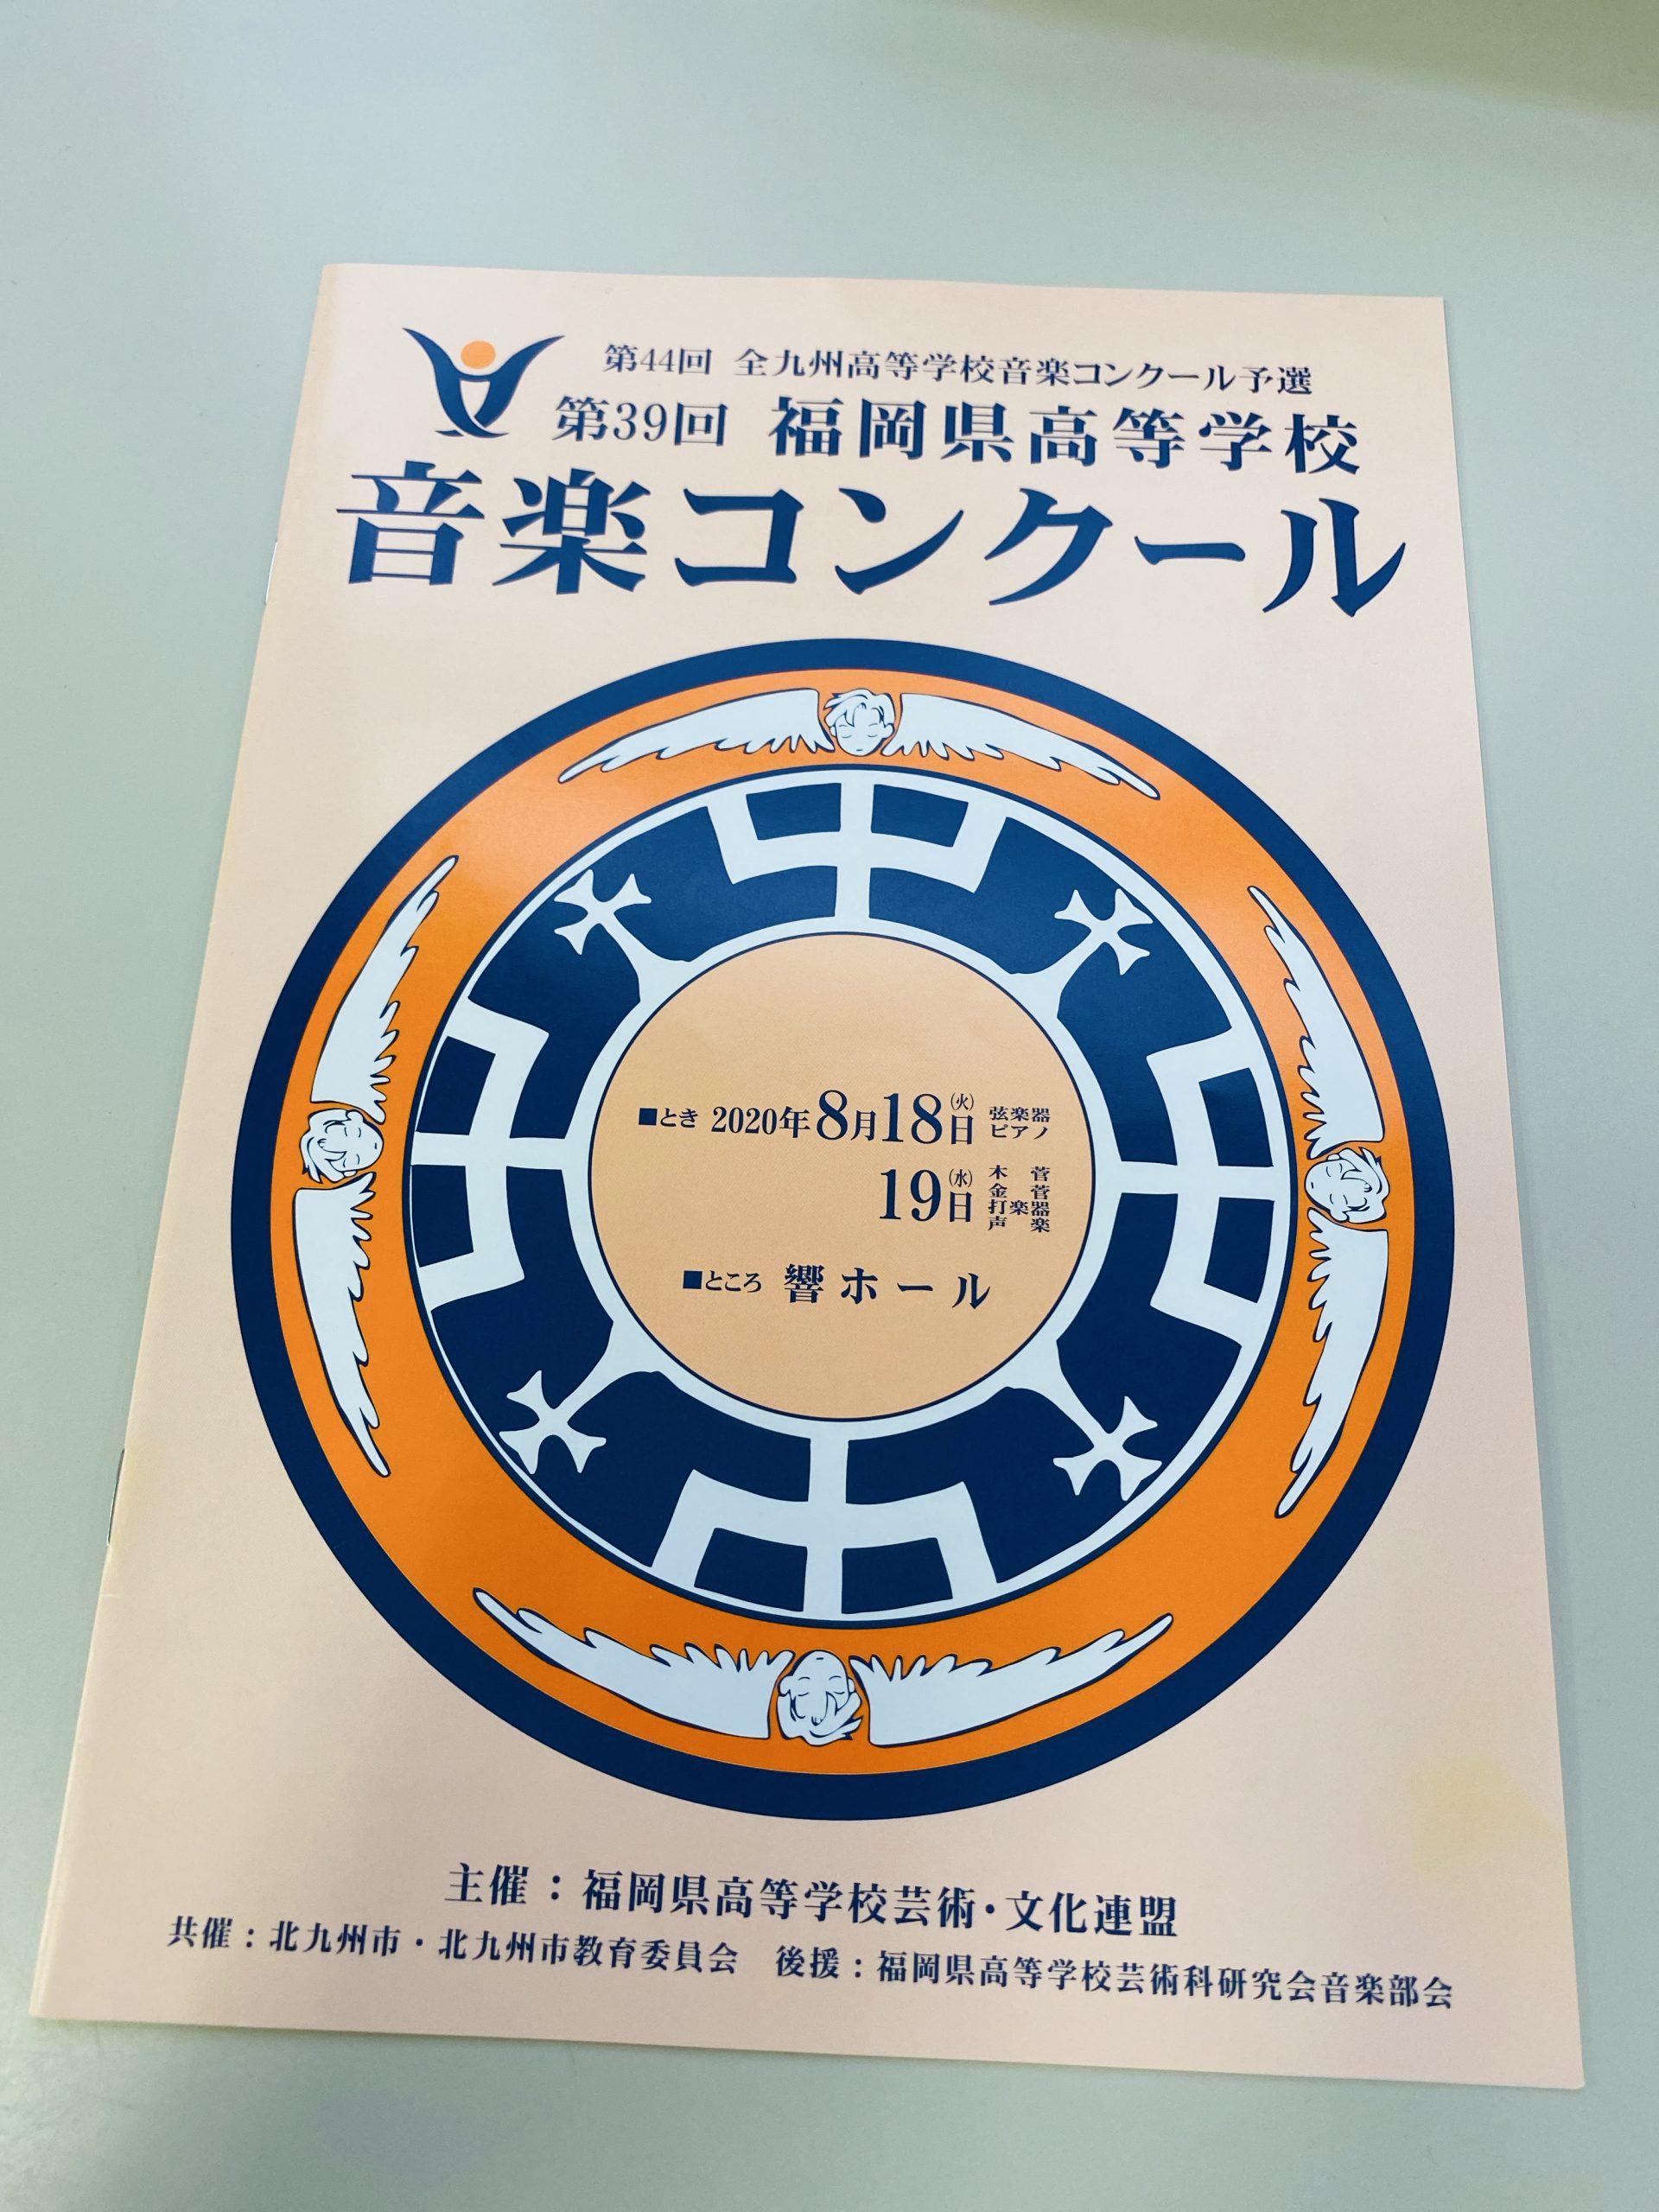 第44回 全九州高等学校音楽コンクール予選
第39回 福岡県高等学校
音楽コンクール
■とき 2020年8月18日(火) 弦楽器
ピアノ
19日(水) 木菅
金菅
打楽器
声楽
■ところ 響ホール
主催：福岡県高等学校芸術・文化連盟
共催：北九州市・北九州市教育委員会 後援：福岡県高等学校芸術科研究会音楽部会